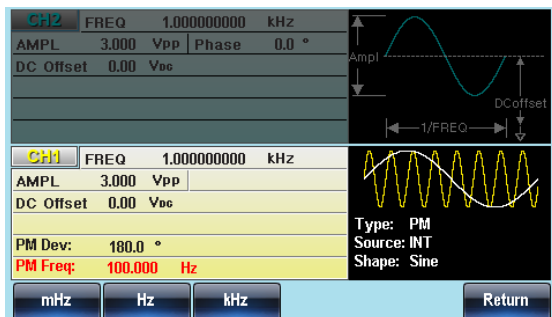 CH2 FREQ 1.000000000 kHz
AMPL 3.000 Vpp Phase 0.0 °
DC Offset 0.00 VDC
Ampl
DCoffset
1/FREQ
CH1 FREQ 1.000000000 kHz
AMPL 3.000 Vpp
DC Offset 0.00 VDC
PM Dev: 180.0 °
PM Freq: 100.000 Hz
Type: PM
Source: INT
Shape: Sine
mHz Hz kHz Return